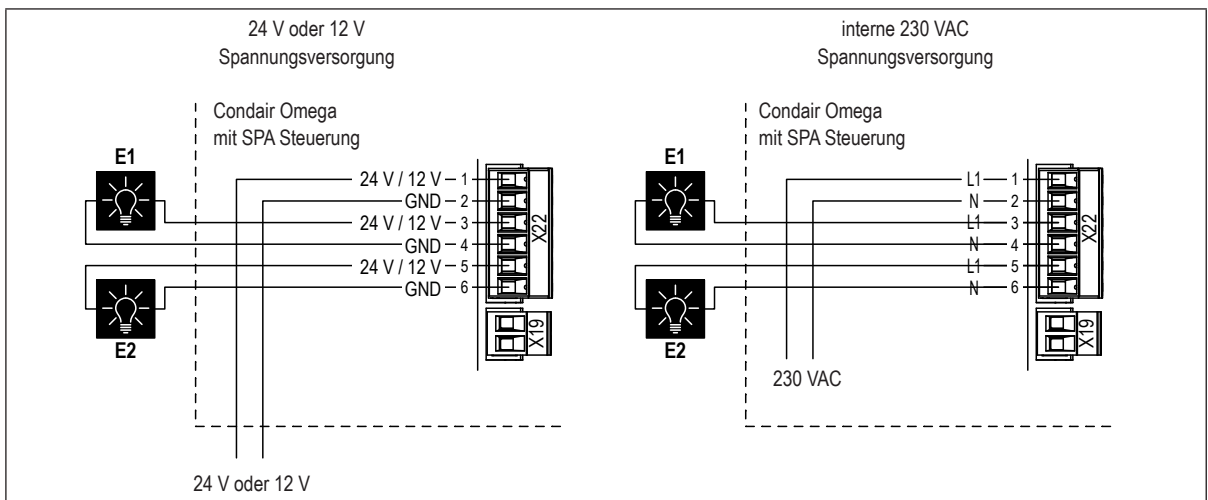 24 V oder 12 V
Spannungsversorgung
Condair Omega
mit SPA Steuerung
E1
24 V / 12 V 1
GND 2
24 V / 12 V 3
GND 4
24 V / 12 V 5
GND 6
X22
X19
E2
24 V oder 12 V
interne 230 VAC
Spannungsversorgung
Condair Omega
mit SPA Steuerung
E1
L1 1
N 2
L1 3
N 4
L1 5
N 6
X22
X19
E2
230 VAC